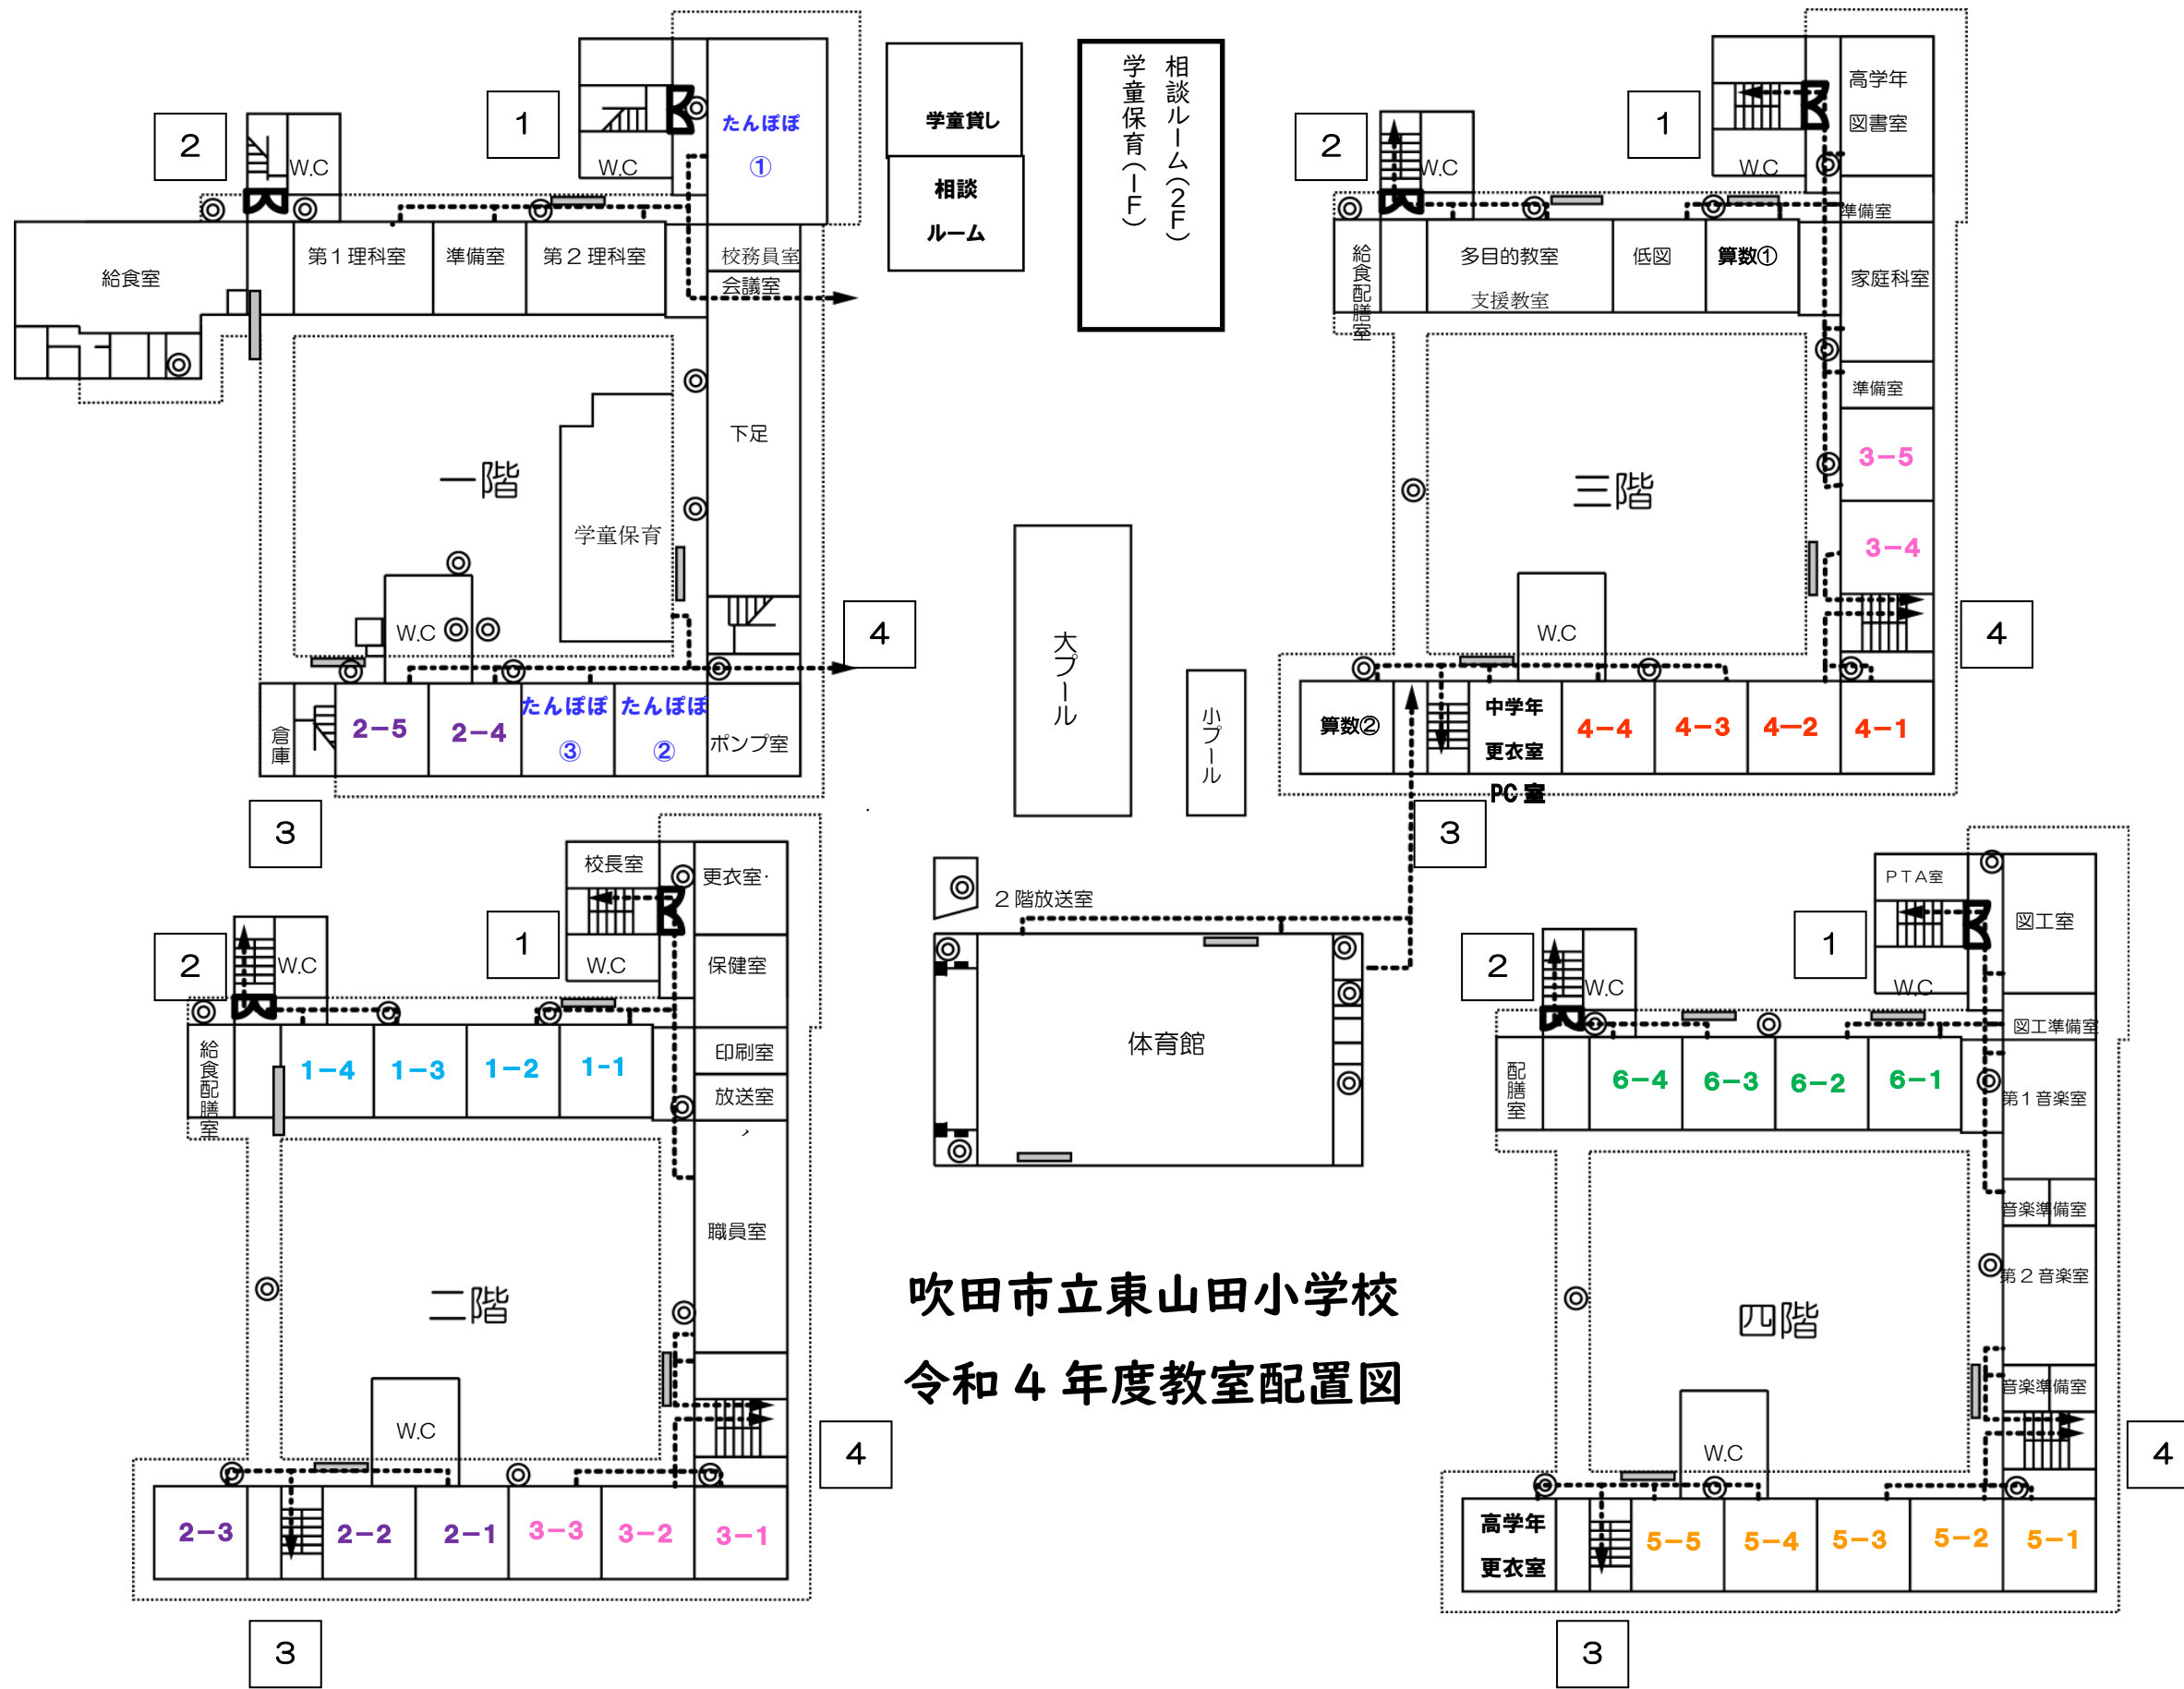 1
2
W.C
W.C
たんぽぽ
①
給食室
第１理科室
準備室
第２理科室
校務員室
会議室
下足
一階
学童保育
W.C
4
倉庫
2－5
2－4
たんぽぽ
③
たんぽぽ
②
ポンプ室
3
学童貸し
相談
ルーム
相談ルーム(２F)
学童保育(１F)
大プール
小プール
1
2
W.C
W.C
高学年
図書室
準備室
給食配膳室
多目的教室
支援教室
低図
算数①
家庭科室
準備室
3－5
3－4
三階
W.C
4
算数②
中学年
更衣室
PC 室
4－4
4－3
4－2
4－1
3
校長室
更衣室･
1
2
W.C
W.C
保健室
給食配膳室
1－4
1－3
1－2
1-1
印刷室
放送室
職員室
二階
W.C
4
2－3
2－2
2－1
3－3
3－2
3－1
3
２階放送室
体育館
吹田市立東山田小学校
令和 4 年度教室配置図
PTA室
図工室
1
2
W.C
W.C
図工準備室
配膳室
6－4
6－3
6－2
6－1
第１音楽室
音楽準備室
第２音楽室
四階
音楽準備室
W.C
4
高学年
更衣室
5－5
5－4
5－3
5－2
5－1
3